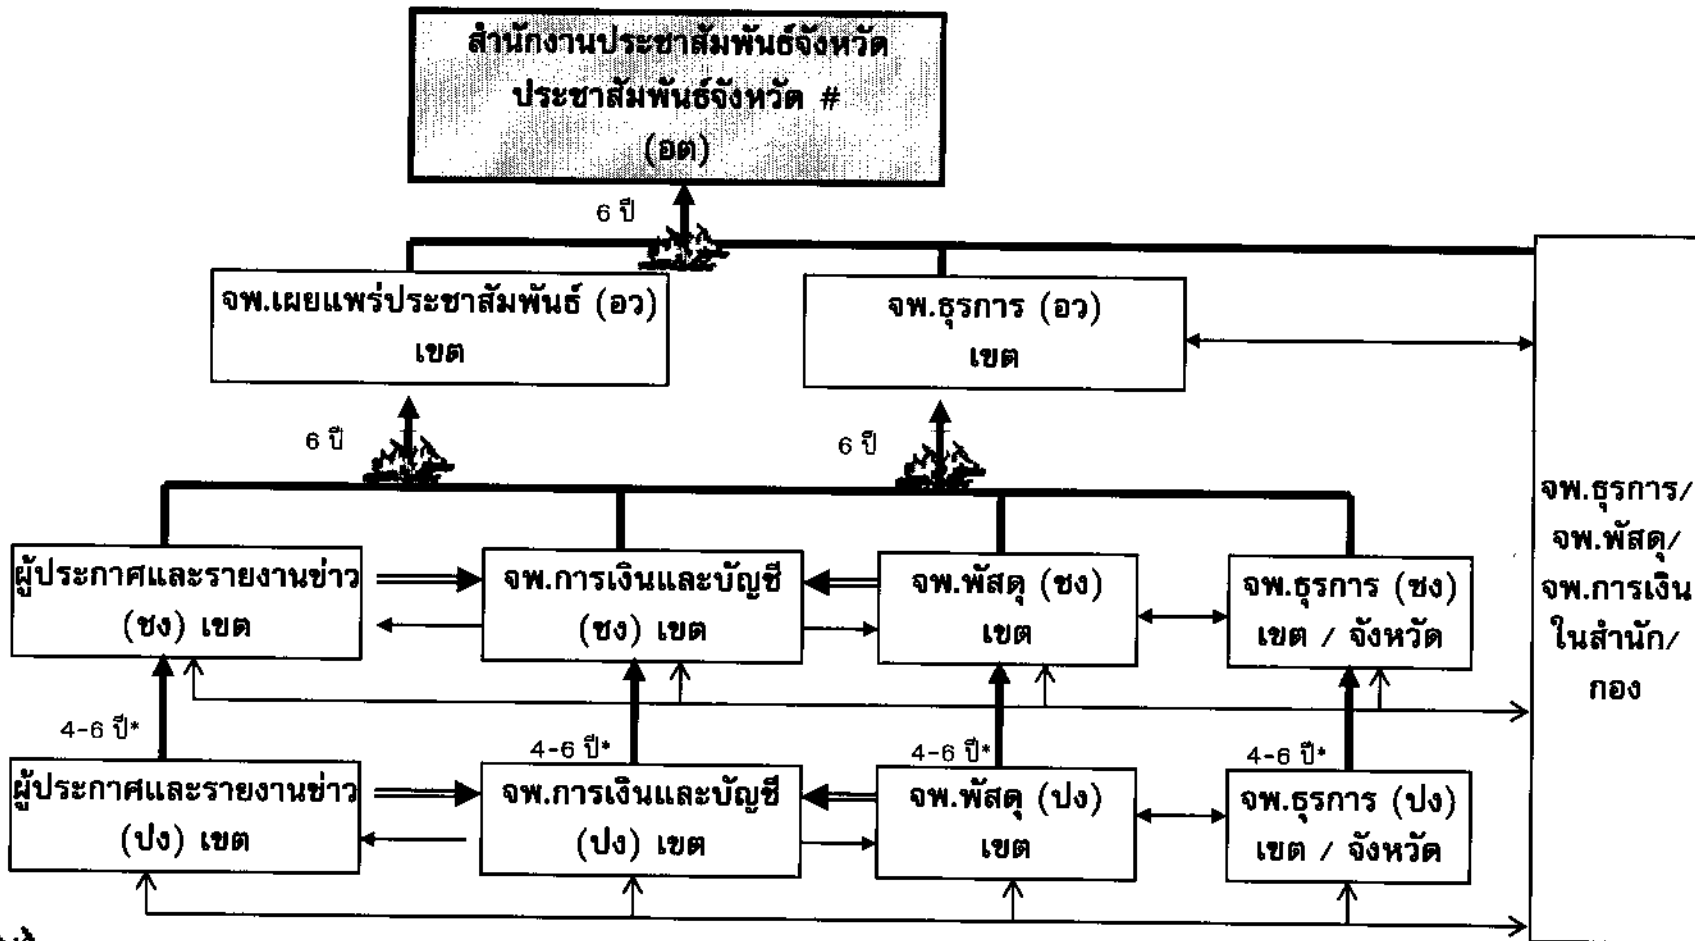 สำนักงานประชาสัมพันธ์จังหวัด
ประชาสัมพันธ์จังหวัด #
(อต)
6 ปี
จพ.เผยแพร่ประชาสัมพันธ์ (อว)
เขต
จพ.ธุรการ (อว)
เขต
6 ปี
6 ปี
จพ.ธุรการ/
จพ.พัสดุ/
จพ.การเงิน
ในสำนัก/
กอง
ผู้ประกาศและรายงานข่าว
(ชง) เขต
จพ.การเงินและบัญชี
(ชง) เขต
จพ.พัสดุ (ชง)
เขต
จพ.ธุรการ (ชง)
เขต / จังหวัด
4-6 ปี*
4-6 ปี*
4-6 ปี*
4-6 ปี*
ผู้ประกาศและรายงานข่าว
(ปง) เขต
จพ.การเงินและบัญชี
(ปง) เขต
จพ.พัสดุ (ปง)
เขต
จพ.ธุรการ (ปง)
เขต / จังหวัด